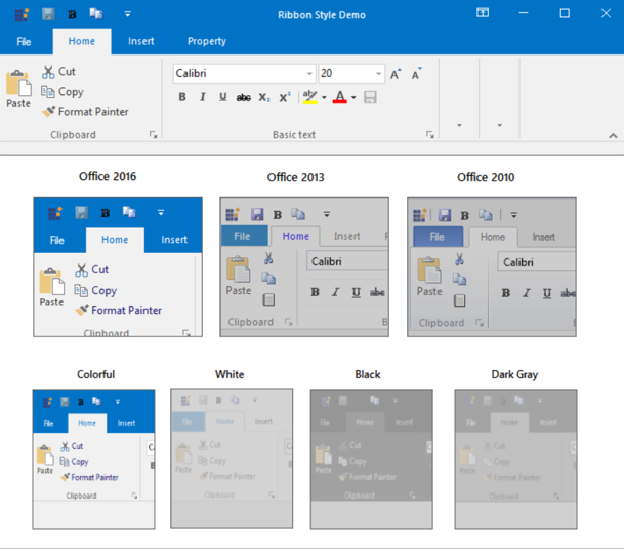 B Ribbon Style Demo
File Home Insert Property
Cut
Copy
Format Painter
Paste
Clipboard
Calibri 20 A A
B I U abc X₂ X² aby A
Basic text
Office 2016 Office 2013 Office 2010
B
File Home Insert
Cut
Copy
Format Painter
Paste
Clipboard
B
File Home Insert
Calibri
Paste
B I U abc
Clipboard B
B
File Home Insert
Calibri
Paste
B I U abc
Clipboard
Colorful White Black Dark Gray
File Home Insert
Cut
Copy
Format Painter
Paste
Clipboard
File Home Insert
Cut
Copy
Format Painter
Paste
Clipboard
File Home Insert
Cut
Copy
Format Painter
Paste
Clipboard
File Home Insert
Cut
Copy
Format Painter
Paste
Clipboard